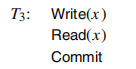 T₃: Write(x)
Read(x)
Commit